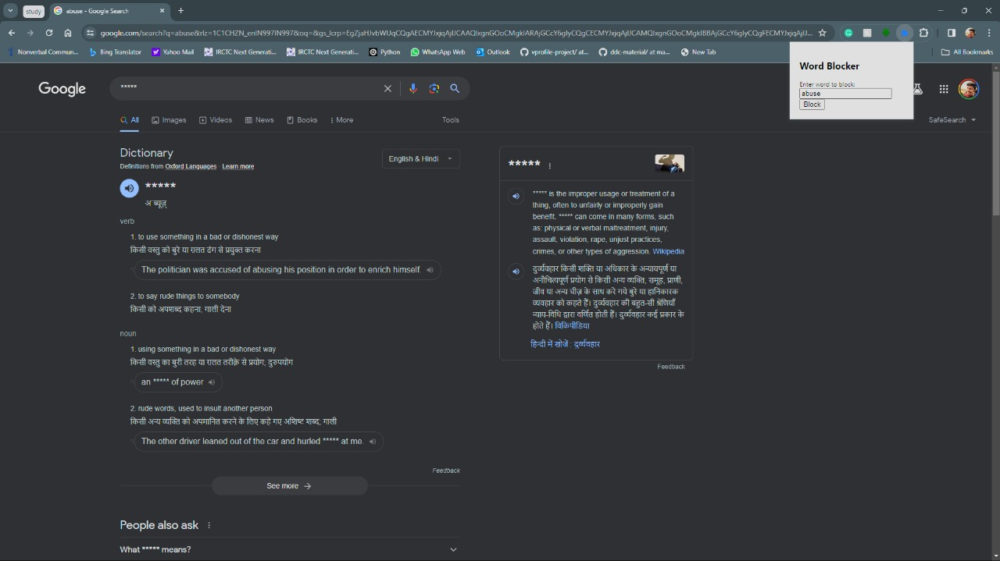 study
abuse - Google Search
google.com/search?q=abuse&rlz=1C1CHZN_enIN997IN997&oq=
Nonverbal Commun...
Bing Translator
Yahoo Mail
IRCTC Next Generati...
IRCTC Next Generati...
Python
WhatsApp Web
Outlook
vprofile-project/ at...
ddc-material/ at ma...
New Tab
All Bookmarks
Word Blocker
Enter word to block:
abuse
Block
Google
*****
All
Images
Videos
News
Books
More
Tools
SafeSearch
Dictionary
Definitions from Oxford Languages · Learn more
English & Hindi
*****
अब्यूज़्
verb
1. to use something in a bad or dishonest way
किसी वस्तु को बुरे या ग़लत ढंग से प्रयुक्त करना
The politician was accused of abusing his position in order to enrich himself.
2. to say rude things to somebody
किसी को अपशब्द कहना; गाली देना
noun
1. using something in a bad or dishonest way
किसी वस्तु का बुरी तरह या ग़लत तरीक़े से प्रयोग; दुरुपयोग
an ***** of power
2. rude words, used to insult another person
किसी अन्य व्यक्ति को अपमानित करने के लिए कहे गए अशिष्ट शब्द; गाली
The other driver leaned out of the car and hurled ***** at me.
Feedback
See more
People also ask
What ***** means?
*****
***** is the improper usage or treatment of a
thing, often to unfairly or improperly gain
benefit. ***** can come in many forms, such
as: physical or verbal maltreatment, injury,
assault, violation, rape, unjust practices,
crimes, or other types of aggression. Wikipedia
दुर्व्यवहार किसी शक्ति या अधिकार के अन्यायपूर्ण या
अनौचित्यपूर्ण प्रयोग से किसी अन्य व्यक्ति, समूह, प्राणी,
जीव या अन्य चीज़ के साथ करे गये बुरे या हानिकारक
व्यवहार को कहते हैं। दुर्व्यवहार की बहुत-सी श्रेणियाँ
न्याय-विधि द्वारा वर्णित होती हैं। दुर्व्यवहार कई प्रकार के
होते हैं। विकिपीडिया
हिन्दी में खोजें : दुर्व्यवहार
Feedback